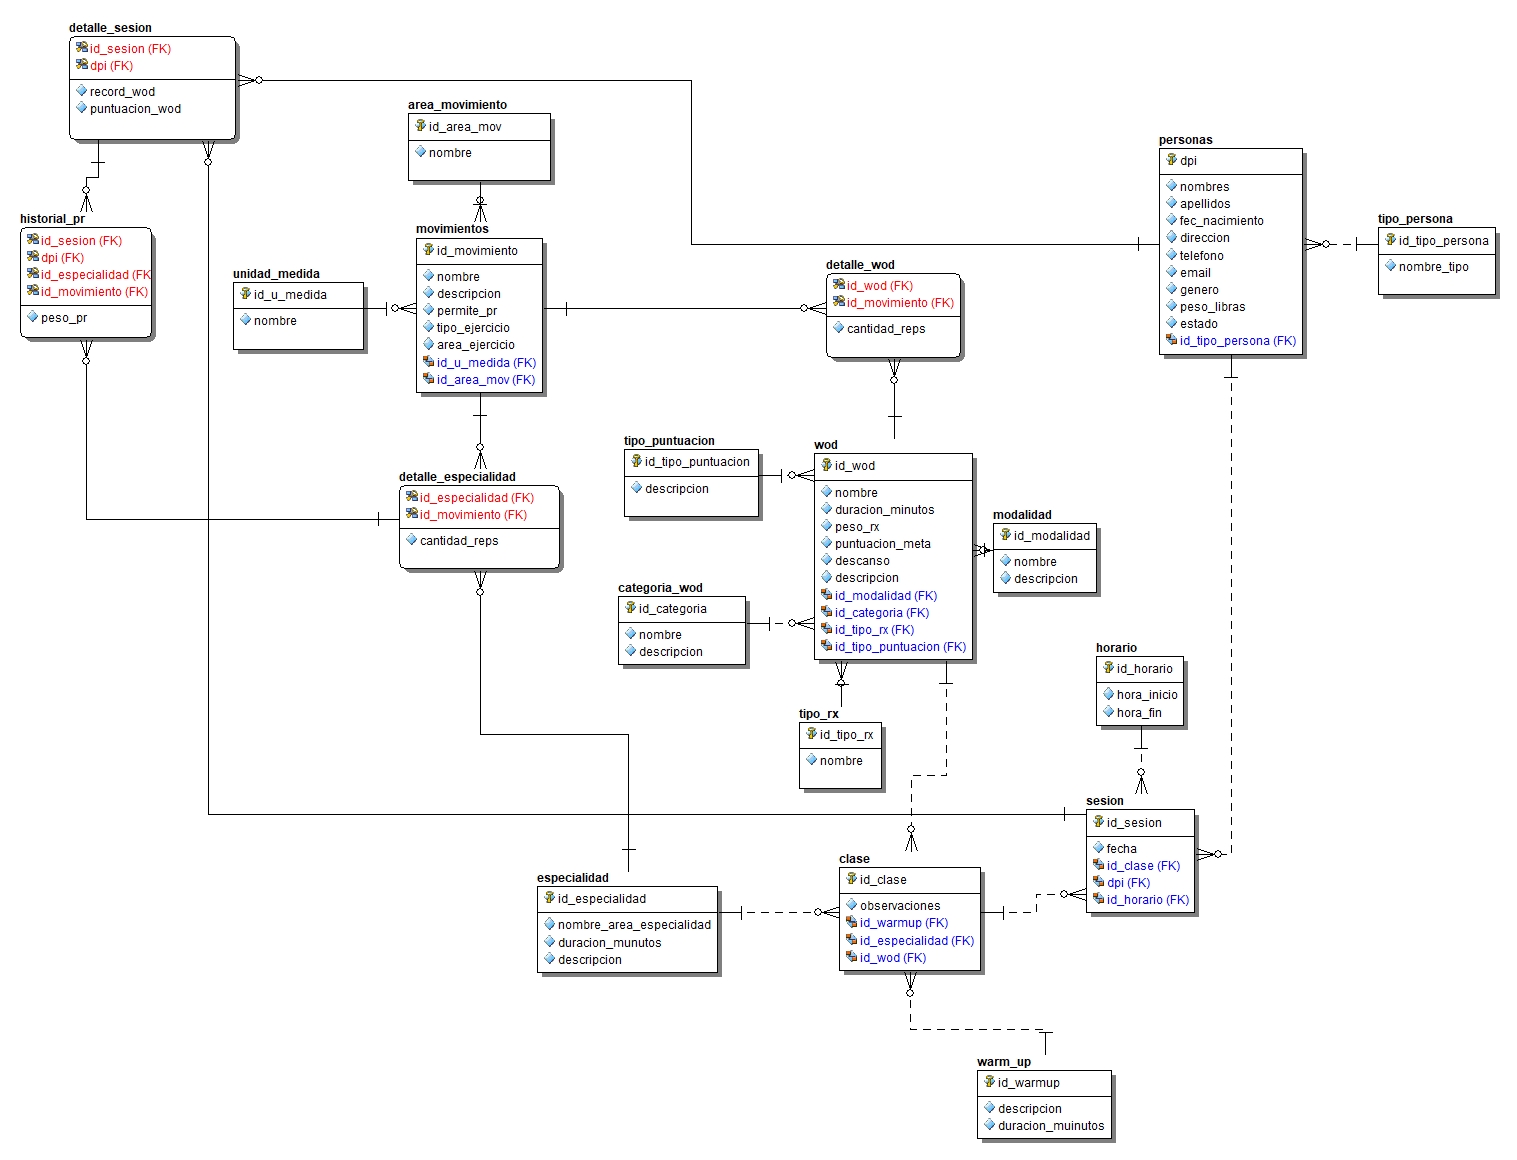 detalle_sesion
id_sesion (FK)
dpi (FK)
record_wod
puntuacion_wod
area_movimiento
id_area_mov
nombre
personas
dpi
nombres
apellidos
fec_nacimiento
direccion
telefono
email
genero
peso_libras
estado
id_tipo_persona (FK)
tipo_persona
id_tipo_persona
nombre_tipo
historial_pr
id_sesion (FK)
dpi (FK)
id_especialidad (FK
id_movimiento (FK)
peso_pr
movimientos
id_movimiento
nombre
descripcion
permite_pr
tipo_ejercicio
area_ejercicio
id_u_medida (FK)
id_area_mov (FK)
unidad_medida
id_u_medida
nombre
detalle_wod
id_wod (FK)
id_movimiento (FK)
cantidad_reps
detalle_especialidad
id_especialidad (FK)
id_movimiento (FK)
cantidad_reps
tipo_puntuacion
id_tipo_puntuacion
descripcion
wod
id_wod
nombre
duracion_minutos
peso_rx
puntuacion_meta
descanso
descripcion
id_modalidad (FK)
id_categoria (FK)
id_tipo_rx (FK)
id_tipo_puntuacion (FK)
modalidad
id_modalidad
nombre
descripcion
categoria_wod
id_categoria
nombre
descripcion
tipo_rx
id_tipo_rx
nombre
horario
id_horario
hora_inicio
hora_fin
sesion
id_sesion
fecha
id_clase (FK)
dpi (FK)
id_horario (FK)
clase
id_clase
observaciones
id_warmup (FK)
id_especialidad (FK)
id_wod (FK)
especialidad
id_especialidad
nombre_area_especialidad
duracion_munutos
descripcion
warm_up
id_warmup
descripcion
duracion_muinutos